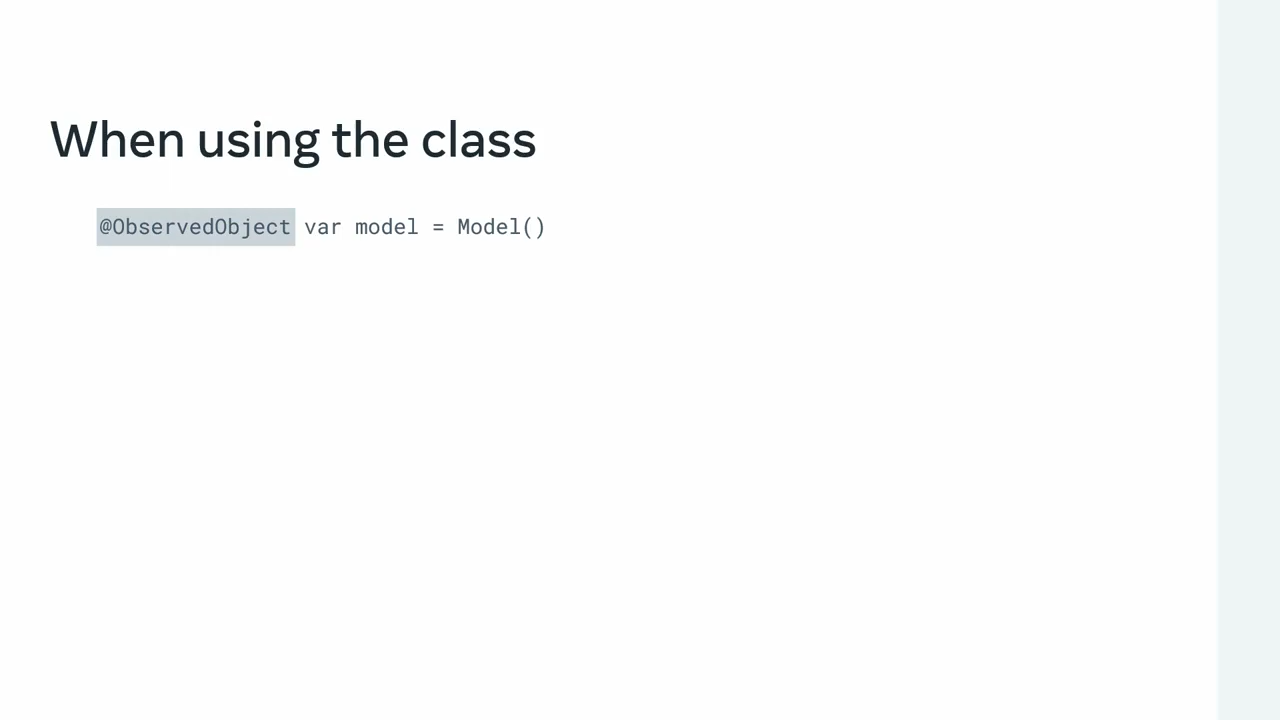 When using the class
@ObservedObject var model = Model()